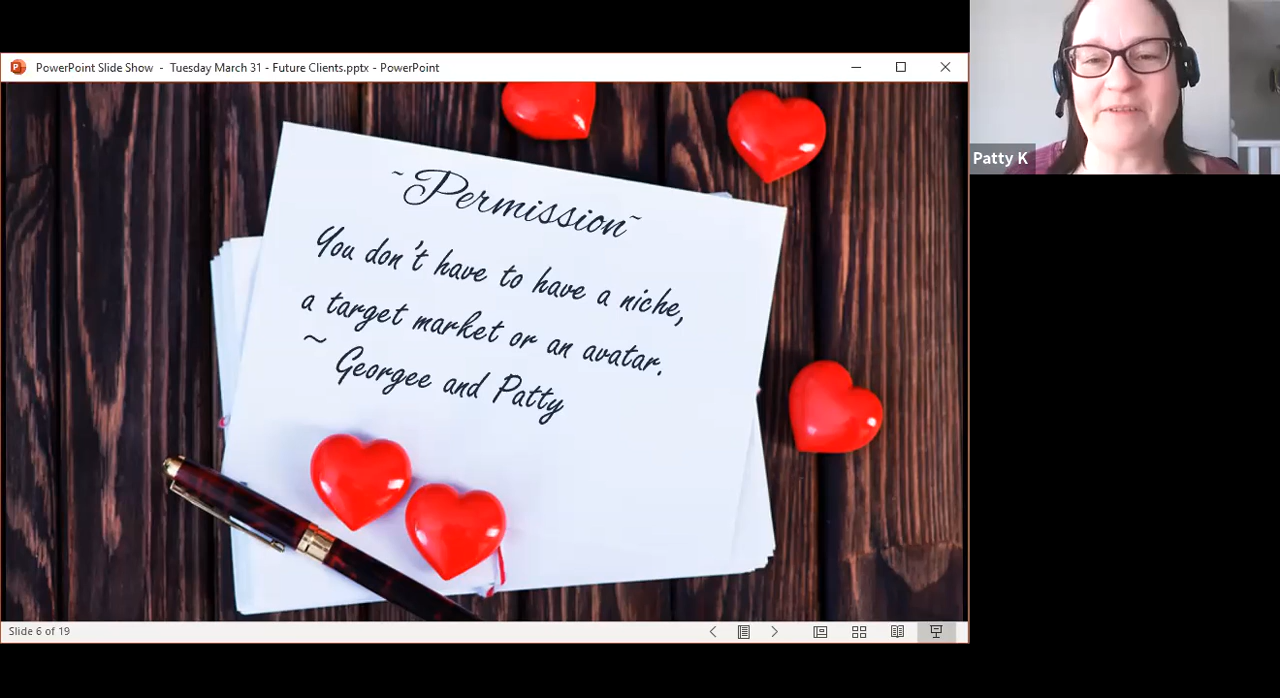 PowerPoint Slide Show - Tuesday March 31 - Future Clients.pptx - PowerPoint
Patty K
~Permission~
You don't have to have a niche,
a target market or an avatar.
~ Georgee and Patty
Slide 6 of 19